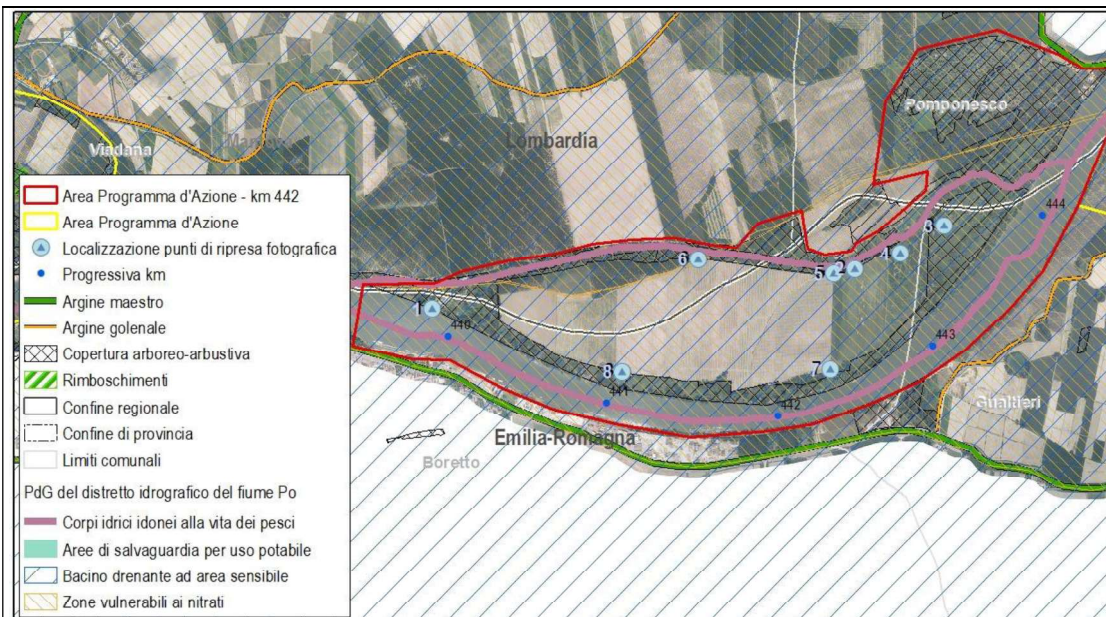 Pomponesco
Lombardia
Mantova
Viadana
Area Programma d'Azione - km 442
Area Programma d'Azione
Localizzazione punti di ripresa fotografica
Progressiva km
Argine maestro
Argine golenale
Copertura arboreo-arbustiva
Rimboschimenti
Confine regionale
Confine di provincia
Limiti comunali
PdG del distretto idrografico del fiume Po
Corpi idrici idonei alla vita dei pesci
Aree di salvaguardia per uso potabile
Bacino drenante ad area sensibile
Zone vulnerabili ai nitrati
444
3
4
6
5
2
1
440
443
8
7
441
442
Gualtieri
Emilia-Romagna
Boretto